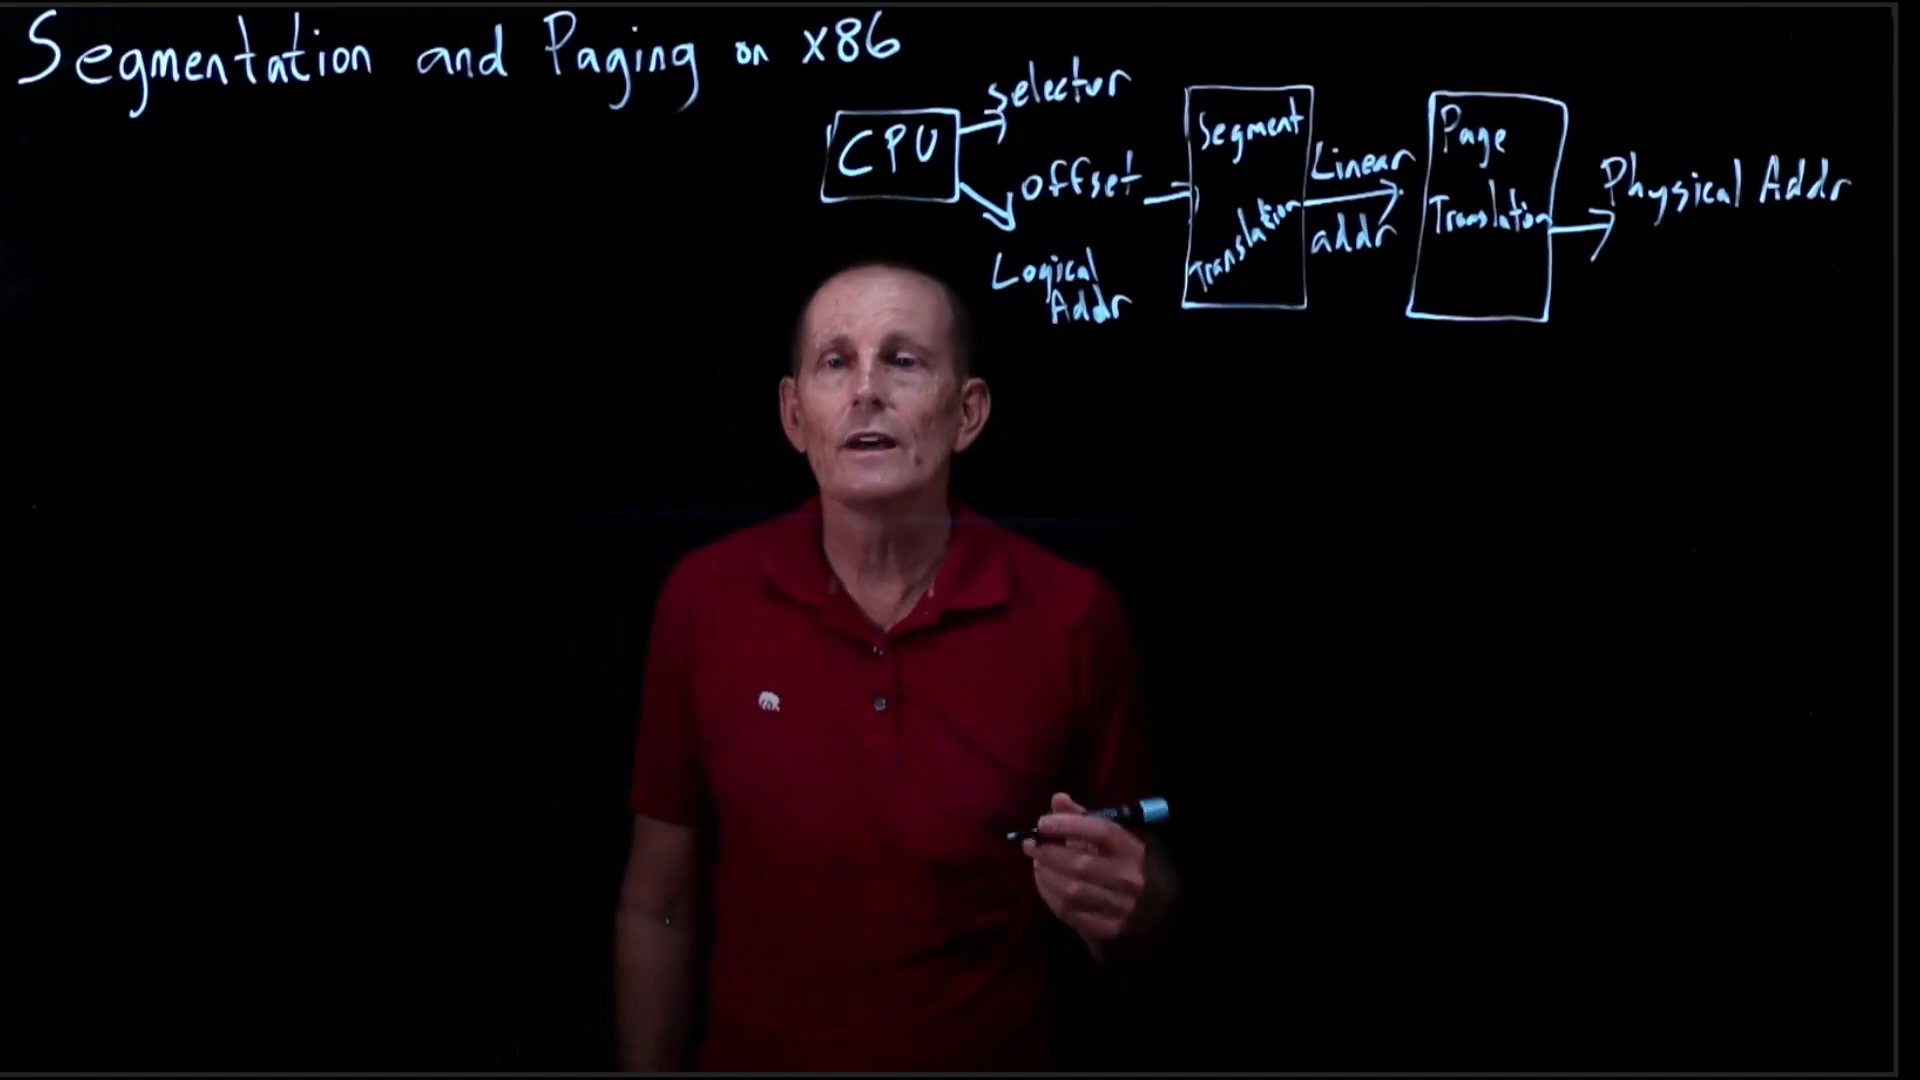 Segmentation and Paging on x86
CPU
selector
offset
Logical
Addr
Segment
Translation
Linear
addr
Page
Translation
Physical Addr